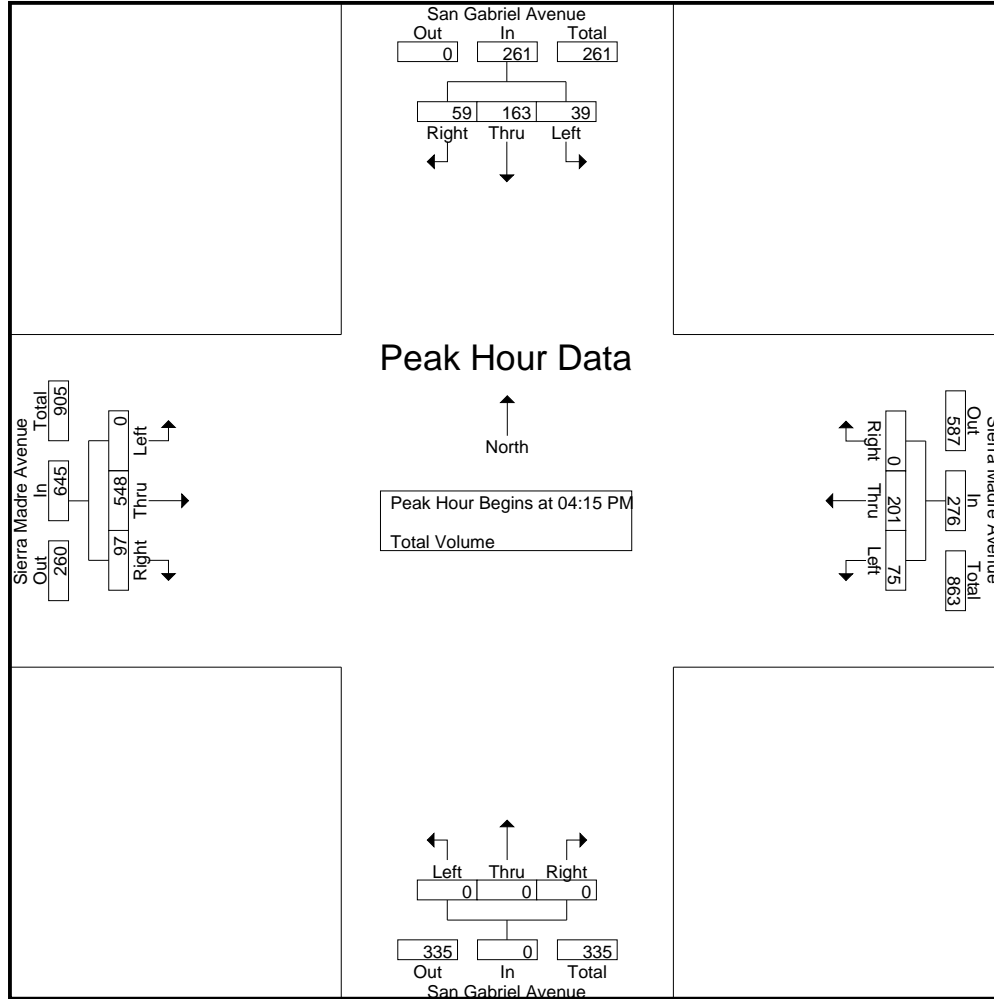 San Gabriel Avenue
Out In Total
0 261 261
59 163 39
Right Thru Left
Peak Hour Data
North
Peak Hour Begins at 04:15 PM
Total Volume
Sierra Madre Avenue
Total In Out
905 645 260
0 548 97
Left Thru Right
Sierra Madre Avenue
Out In Total
587 276 863
0 201 75
Right Thru Left
Left Thru Right
0 0 0
335 0 335
Out In Total
San Gabriel Avenue